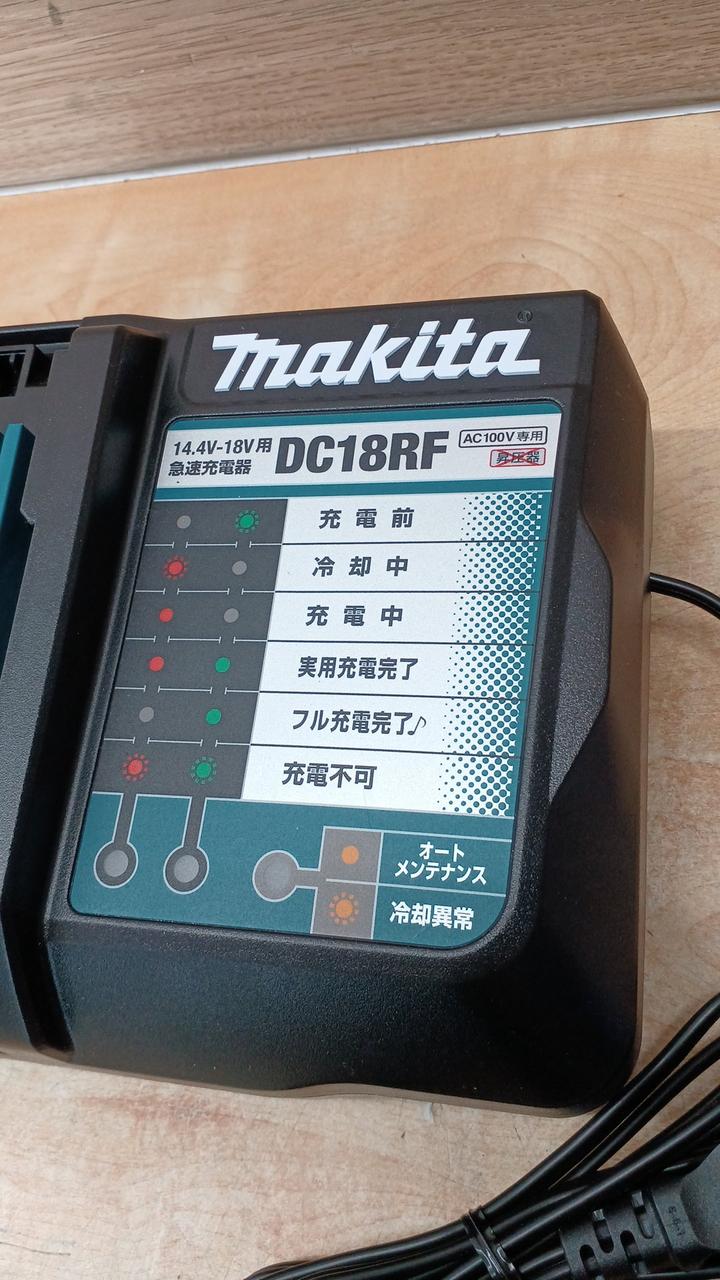 makita
14.4V-18V用
急速充電器
DC18RF
AC100V専用
昇圧器
充電前
冷却中
充電中
実用充電完了
フル充電完了♪
充電不可
オート
メンテナンス
冷却異常